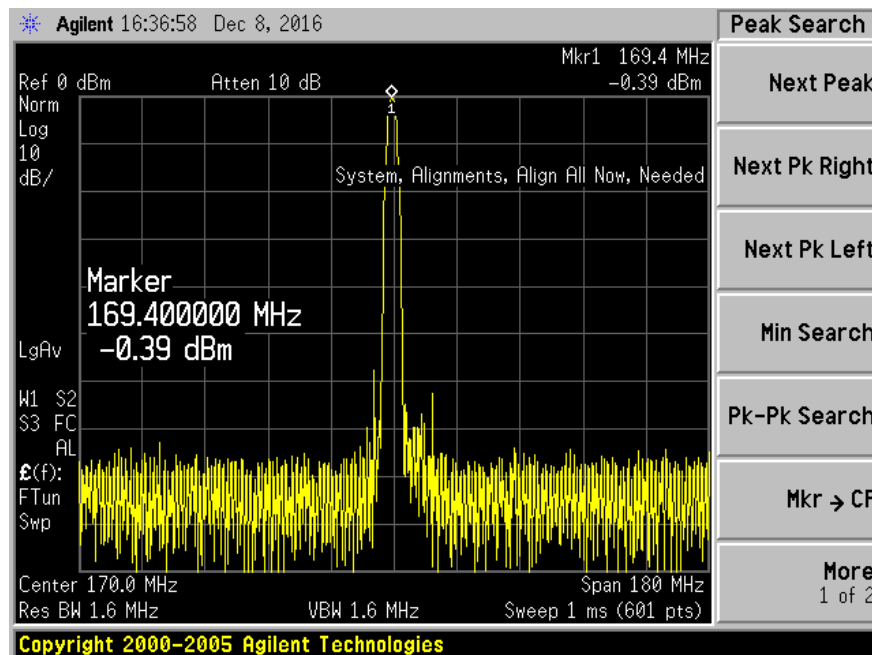 Agilent 16:36:58 Dec 8, 2016
Peak Search
Mkr1 169.4 MHz
Ref 0 dBm Atten 10 dB -0.39 dBm
Norm
Log
10
dB/
1
System, Alignments, Align All Now, Needed
Marker
169.400000 MHz
-0.39 dBm
LgAv
W1 S2
S3 FC
AL
£(f):
FTun
Swp
Center 170.0 MHz Span 180 MHz
Res BW 1.6 MHz VBW 1.6 MHz Sweep 1 ms (601 pts)
Copyright 2000-2005 Agilent Technologies
Next Peak
Next Pk Right
Next Pk Left
Min Search
Pk-Pk Search
Mkr → CF
More
1 of 2